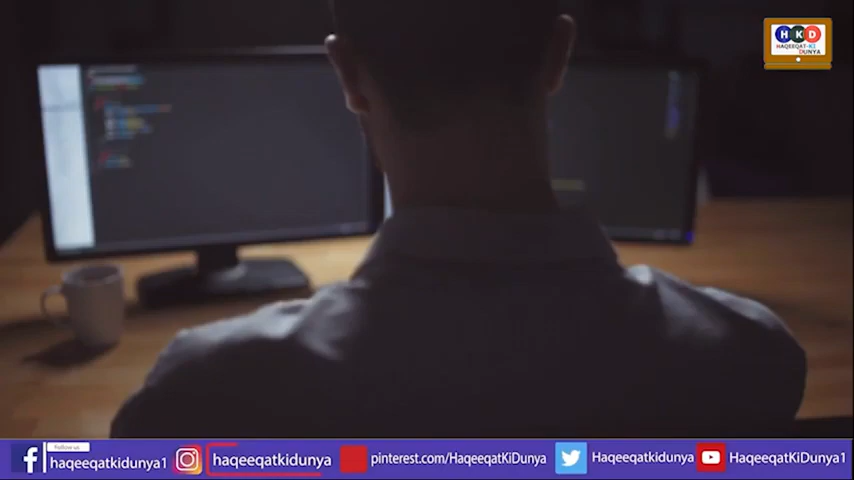 HKD
HAQEEQAT-KI
DUNYA
Follow us
haqeeqatkidunya1
haqeeqatkidunya
pinterest.com/HaqeeqatKiDunya
Haqeeqatkidunya
HaqeeqatKiDunya1